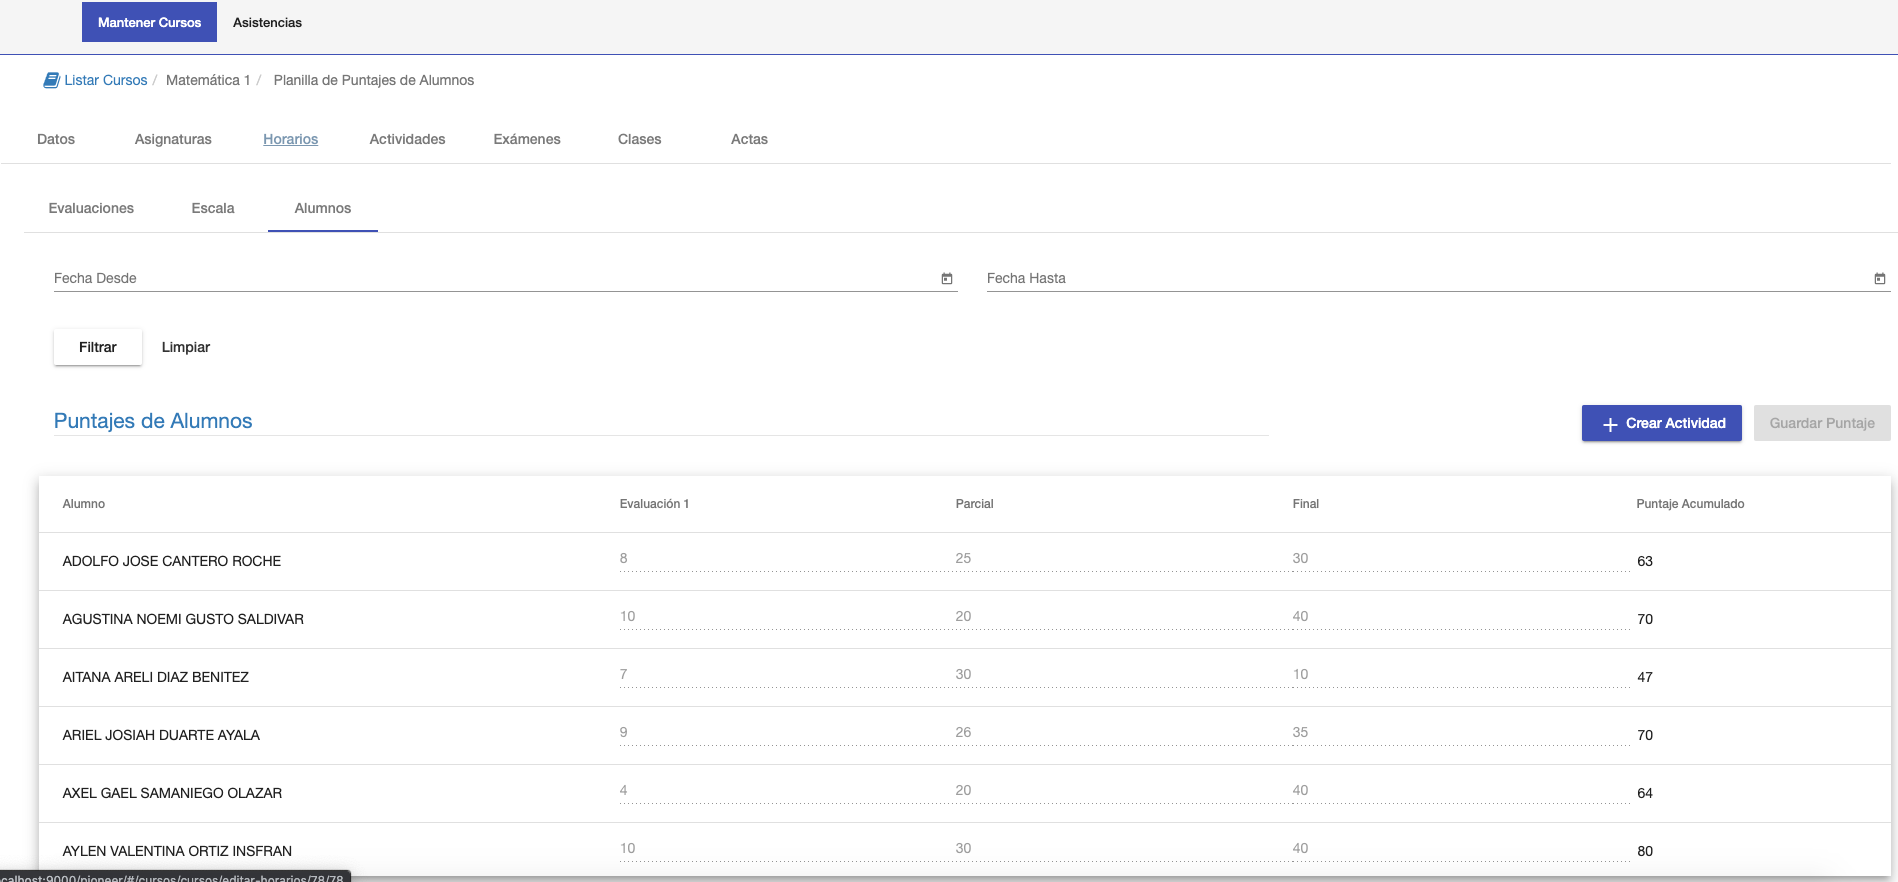 Mantener Cursos Asistencias
Listar Cursos / Matemática 1 / Planilla de Puntajes de Alumnos
Datos Asignaturas Horarios Actividades Exámenes Clases Actas
Evaluaciones Escala Alumnos
Fecha Desde Fecha Hasta
Filtrar Limpiar
Puntajes de Alumnos + Crear Actividad Guardar Puntaje
Alumno Evaluación 1 Parcial Final Puntaje Acumulado
ADOLFO JOSE CANTERO ROCHE 8 25 30 63
AGUSTINA NOEMI GUSTO SALDIVAR 10 20 40 70
AITANA ARELI DIAZ BENITEZ 7 30 10 47
ARIEL JOSIAH DUARTE AYALA 9 26 35 70
AXEL GAEL SAMANIEGO OLAZAR 4 20 40 64
AYLEN VALENTINA ORTIZ INSFRAN 10 30 40 80
calhost:9000/pioneer/#/cursos/cursos/editar-horarios/78/78